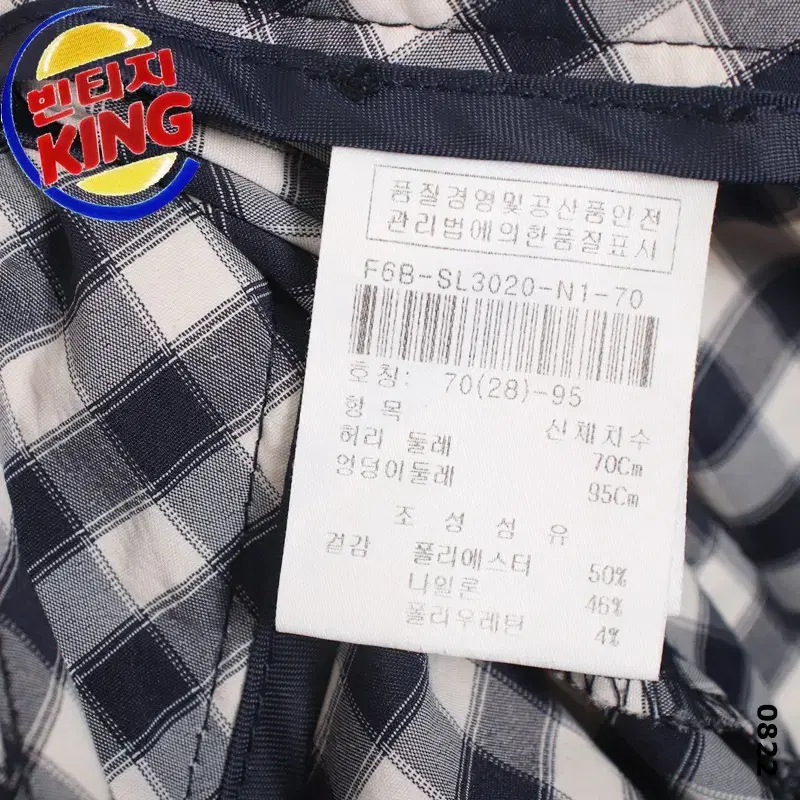 빈티지
KING
품질경영및공산품안전
관리법에의한품질표시
F6B-SL3020-N1-70
호칭: 70(28)-95
항 목 신체치수
허리 둘레 70Cm
엉덩이둘레 95Cm
조 성 섬 유
겉감 폴리에스터 50%
나일론 46%
폴리우레탄 4%
0822